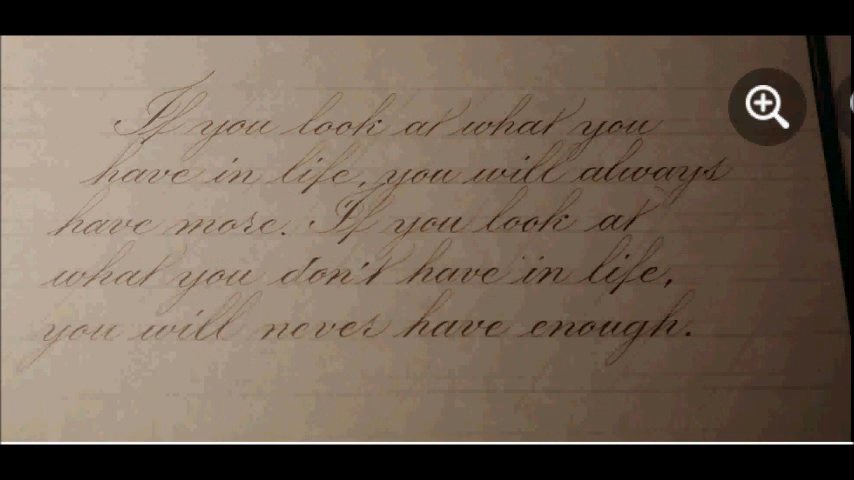 If you look at what you
have in life, you will always
have more. If you look at
what you don't have in life,
you will never have enough.